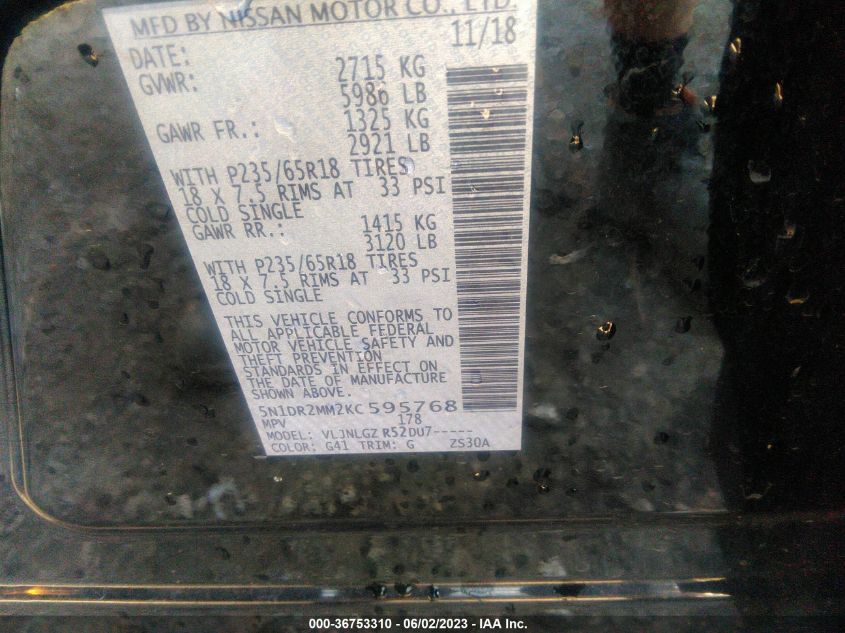 MFD BY NISSAN MOTOR CO., LTD.
DATE: 11/18
GVWR: 2715 KG
5986 LB
GAWR FR.: 1325 KG
2921 LB
WITH P235/65R18 TIRES
18 X 7.5 RIMS AT 33 PSI
COLD SINGLE
GAWR RR.: 1415 KG
3120 LB
WITH P235/65R18 TIRES
18 X 7.5 RIMS AT 33 PSI
COLD SINGLE
THIS VEHICLE CONFORMS TO
ALL APPLICABLE FEDERAL
MOTOR VEHICLE SAFETY AND
THEFT PREVENTION
STANDARDS IN EFFECT ON
THE DATE OF MANUFACTURE
SHOWN ABOVE.
5N1DR2MM2KC595768
MPV 178
MODEL: VLJNLGZ R52DU7-----
COLOR: G41 TRIM: G ZS30A
000-36753310 - 06/02/2023 - IAA Inc.